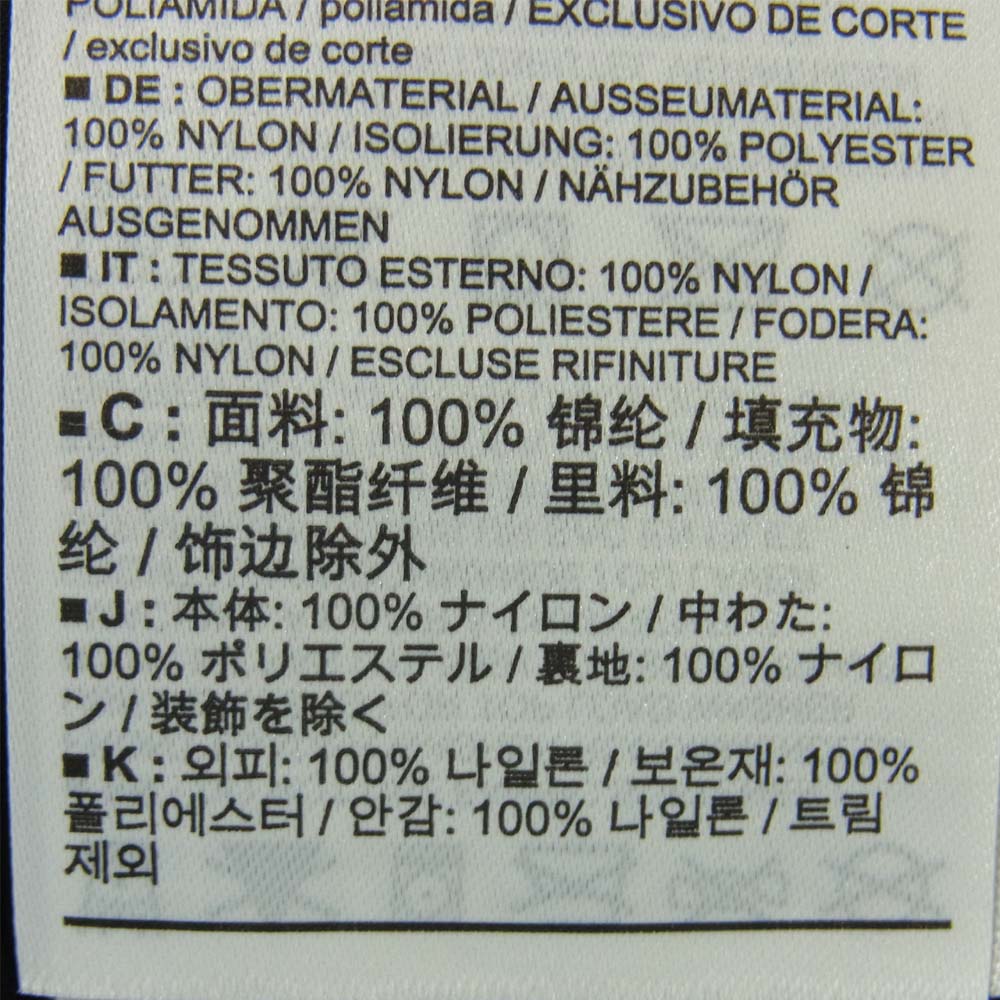 POLIAMIDA / poliamida / EXCLUSIVO DE CORTE
/ exclusivo de corte
■ DE : OBERMATERIAL / AUSSEUMATERIAL:
100% NYLON / ISOLIERUNG: 100% POLYESTER
/ FUTTER: 100% NYLON / NÄHZUBEHÖR
AUSGENOMMEN
■ IT : TESSUTO ESTERNO: 100% NYLON /
ISOLAMENTO: 100% POLIESTERE / FODERA:
100% NYLON / ESCLUSE RIFINITURE
■ C : 面料: 100% 锦纶 / 填充物:
100% 聚酯纤维 / 里料: 100% 锦
纶 / 饰边除外
■ J : 本体: 100% ナイロン / 中わた:
100% ポリエステル / 裏地: 100% ナイロ
ン / 装飾を除く
■ K : 외피: 100% 나일론 / 보온재: 100%
폴리에스터 / 안감: 100% 나일론 / 트림
제외